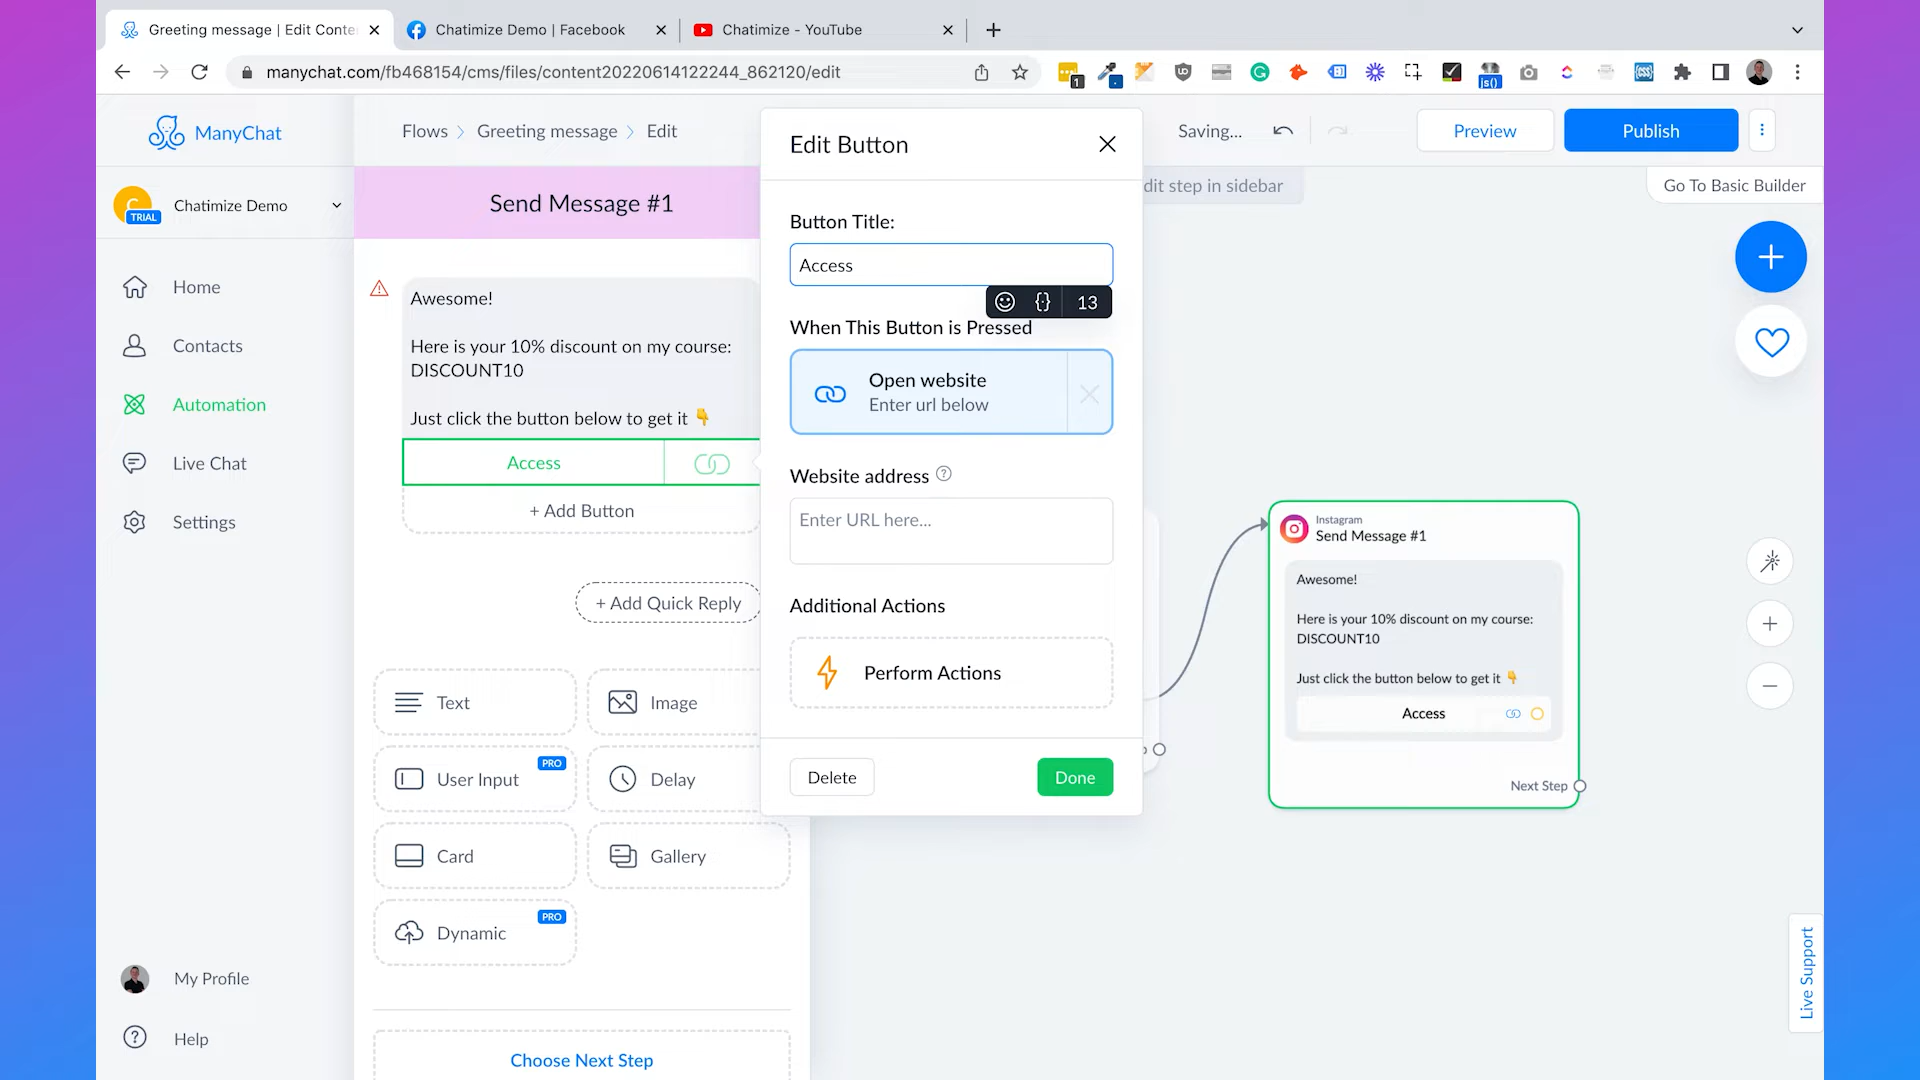 Greeting message | Edit Conte
Chatimize Demo | Facebook
Chatimize - YouTube
manychat.com/fb468154/cms/files/content20220614122244_862120/edit
1
js()
ManyChat
Flows
Greeting message
Edit
Edit Button
Saving...
Preview
Publish
TRIAL
Chatimize Demo
Send Message #1
dit step in sidebar
Go To Basic Builder
Button Title:
Access
13
Home
Contacts
Automation
Live Chat
Settings
Awesome!
Here is your 10% discount on my course:
DISCOUNT10
Just click the button below to get it 👇
Access
+ Add Button
+ Add Quick Reply
When This Button is Pressed
Open website
Enter url below
Website address ?
Enter URL here...
Additional Actions
Perform Actions
Delete
Done
Text
Image
User Input
PRO
Delay
Card
Gallery
Dynamic
PRO
Choose Next Step
Instagram
Send Message #1
Awesome!
Here is your 10% discount on my course:
DISCOUNT10
Just click the button below to get it 👇
Access
Next Step
My Profile
Help
Live Support